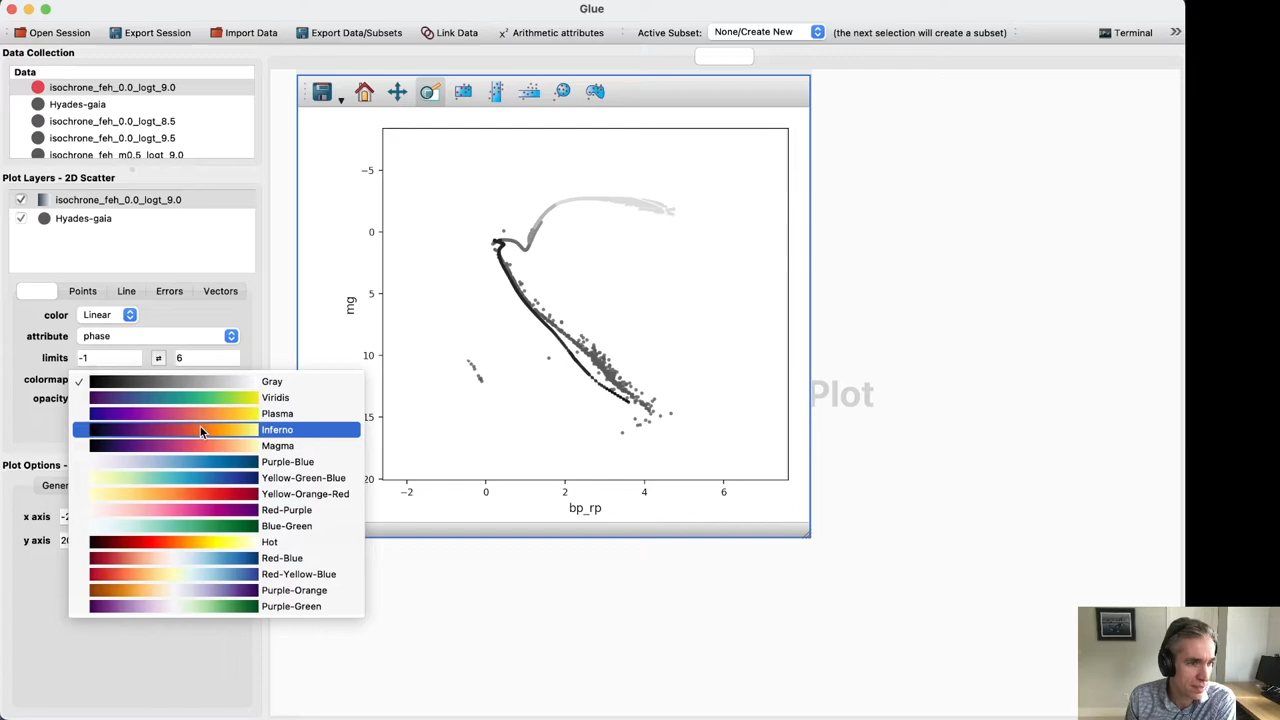 Glue
Open Session Export Session Import Data Export Data/Subsets Link Data x² Arithmetic attributes Active Subset: None/Create New (the next selection will create a subset) Terminal »
Data Collection
Data
isochrone_feh_0.0_logt_9.0
Hyades-gaia
isochrone_feh_0.0_logt_8.5
isochrone_feh_0.0_logt_9.5
isochrone_feh_m0.5_logt_9.0
Plot Layers - 2D Scatter
isochrone_feh_0.0_logt_9.0
Hyades-gaia
Points Line Errors Vectors
color Linear
attribute phase
limits -1 6
colormap
opacity
Gray
Viridis
Plasma
Inferno
Magma
Purple-Blue
Yellow-Green-Blue
Yellow-Orange-Red
Red-Purple
Blue-Green
Hot
Red-Blue
Red-Yellow-Blue
Purple-Orange
Purple-Green
Plot Options -
Gener
x axis -2
y axis 20
−5
0
5
10
15
20
mg
−2 0 2 4 6
bp_rp
Plot